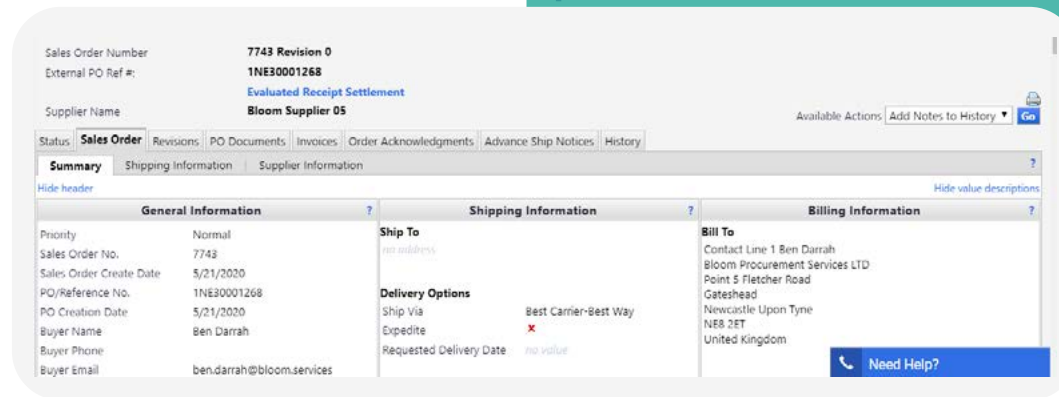 Sales Order Number 7743 Revision 0
External PO Ref #: 1NE30001268
Evaluated Receipt Settlement
Supplier Name Bloom Supplier 05
Available Actions Add Notes to History Go
Status Sales Order Revisions PO Documents Invoices Order Acknowledgments Advance Ship Notices History
Summary Shipping Information Supplier Information ?
Hide header Hide value descriptions
General Information ? Shipping Information ? Billing Information ?
Priority Normal
Sales Order No. 7743
Sales Order Create Date 5/21/2020
PO/Reference No. 1NE30001268
PO Creation Date 5/21/2020
Buyer Name Ben Darrah
Buyer Phone
Buyer Email ben.darrah@bloom.services
Ship To
no address
Delivery Options
Ship Via Best Carrier-Best Way
Expedite x
Requested Delivery Date no value
Bill To
Contact Line 1 Ben Darrah
Bloom Procurement Services LTD
Point 5 Fletcher Road
Gateshead
Newcastle Upon Tyne
NE8 2ET
United Kingdom
Need Help?